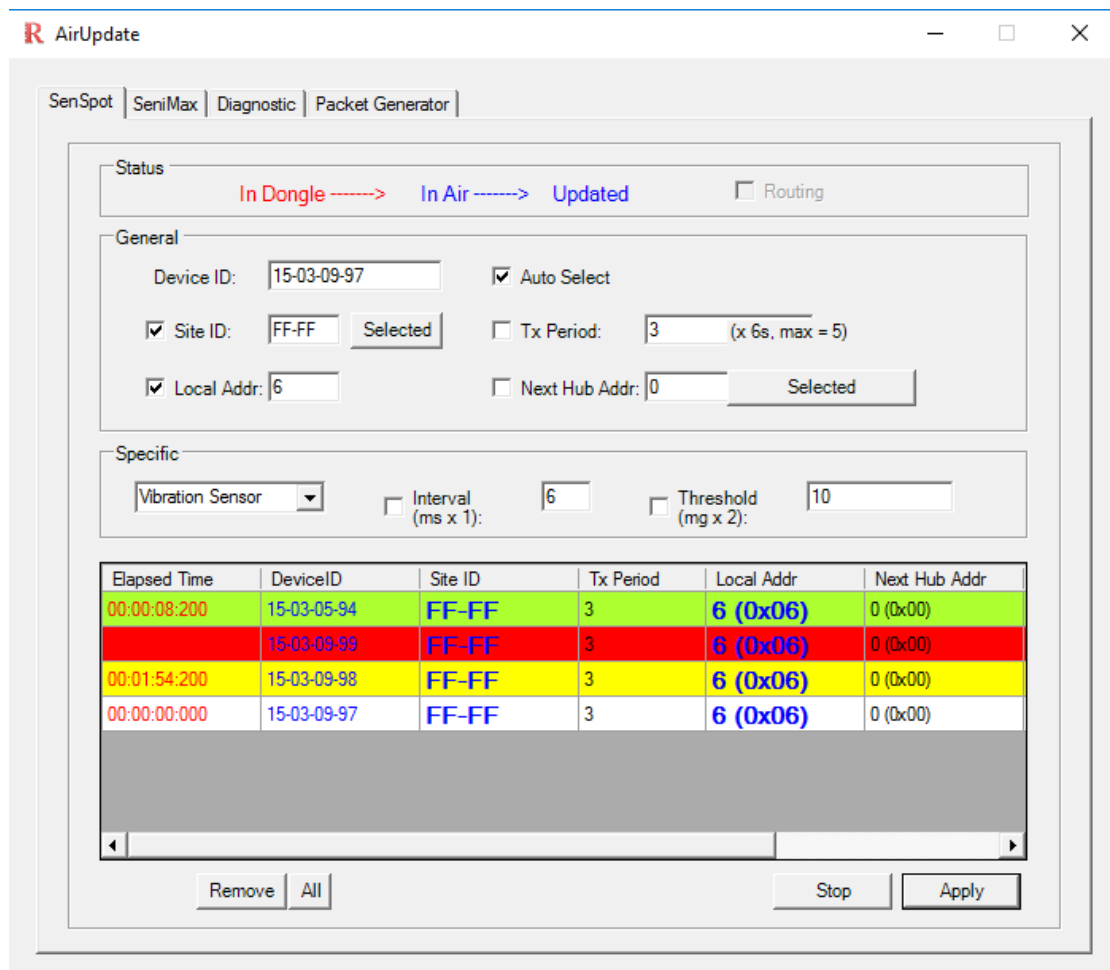 R AirUpdate
SenSpot SeniMax Diagnostic Packet Generator
Status
In Dongle -------> In Air -------> Updated Routing
General
Device ID: 15-03-09-97 Auto Select
Site ID: FF-FF Selected Tx Period: 3 (x 6s, max = 5)
Local Addr: 6 Next Hub Addr: 0 Selected
Specific
Vibration Sensor Interval (ms x 1): 6 Threshold (mg x 2): 10
Elapsed Time DeviceID Site ID Tx Period Local Addr Next Hub Addr
00:00:08:200 15-03-05-94 FF-FF 3 6 (0x06) 0 (0x00)
15-03-09-99 FF-FF 3 6 (0x06) 0 (0x00)
00:01:54:200 15-03-09-98 FF-FF 3 6 (0x06) 0 (0x00)
00:00:00:000 15-03-09-97 FF-FF 3 6 (0x06) 0 (0x00)
Remove All Stop Apply